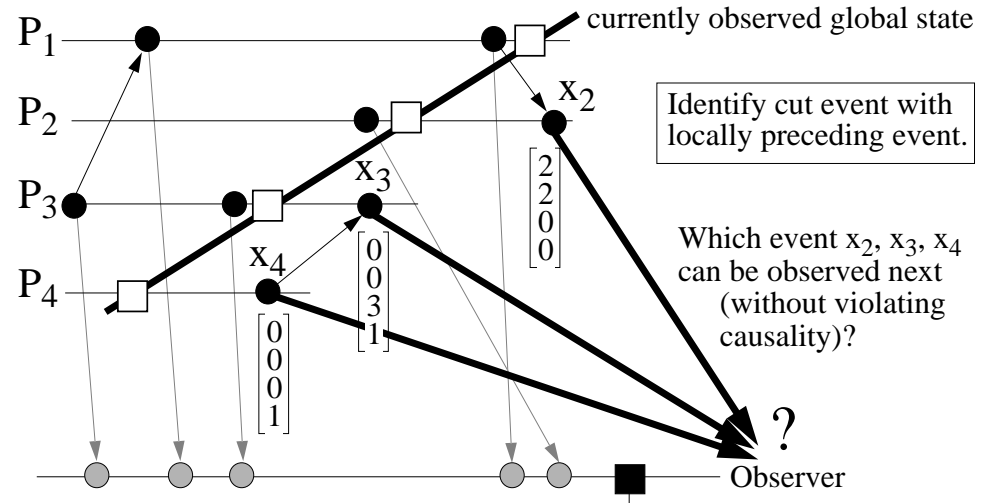 currently observed global state
P1
x2
P2
Identify cut event with
locally preceding event.
x3
P3
2
2
0
0
Which event x2, x3, x4
can be observed next
(without violating
causality)?
x4
0
0
3
1
P4
0
0
0
1
?
Observer